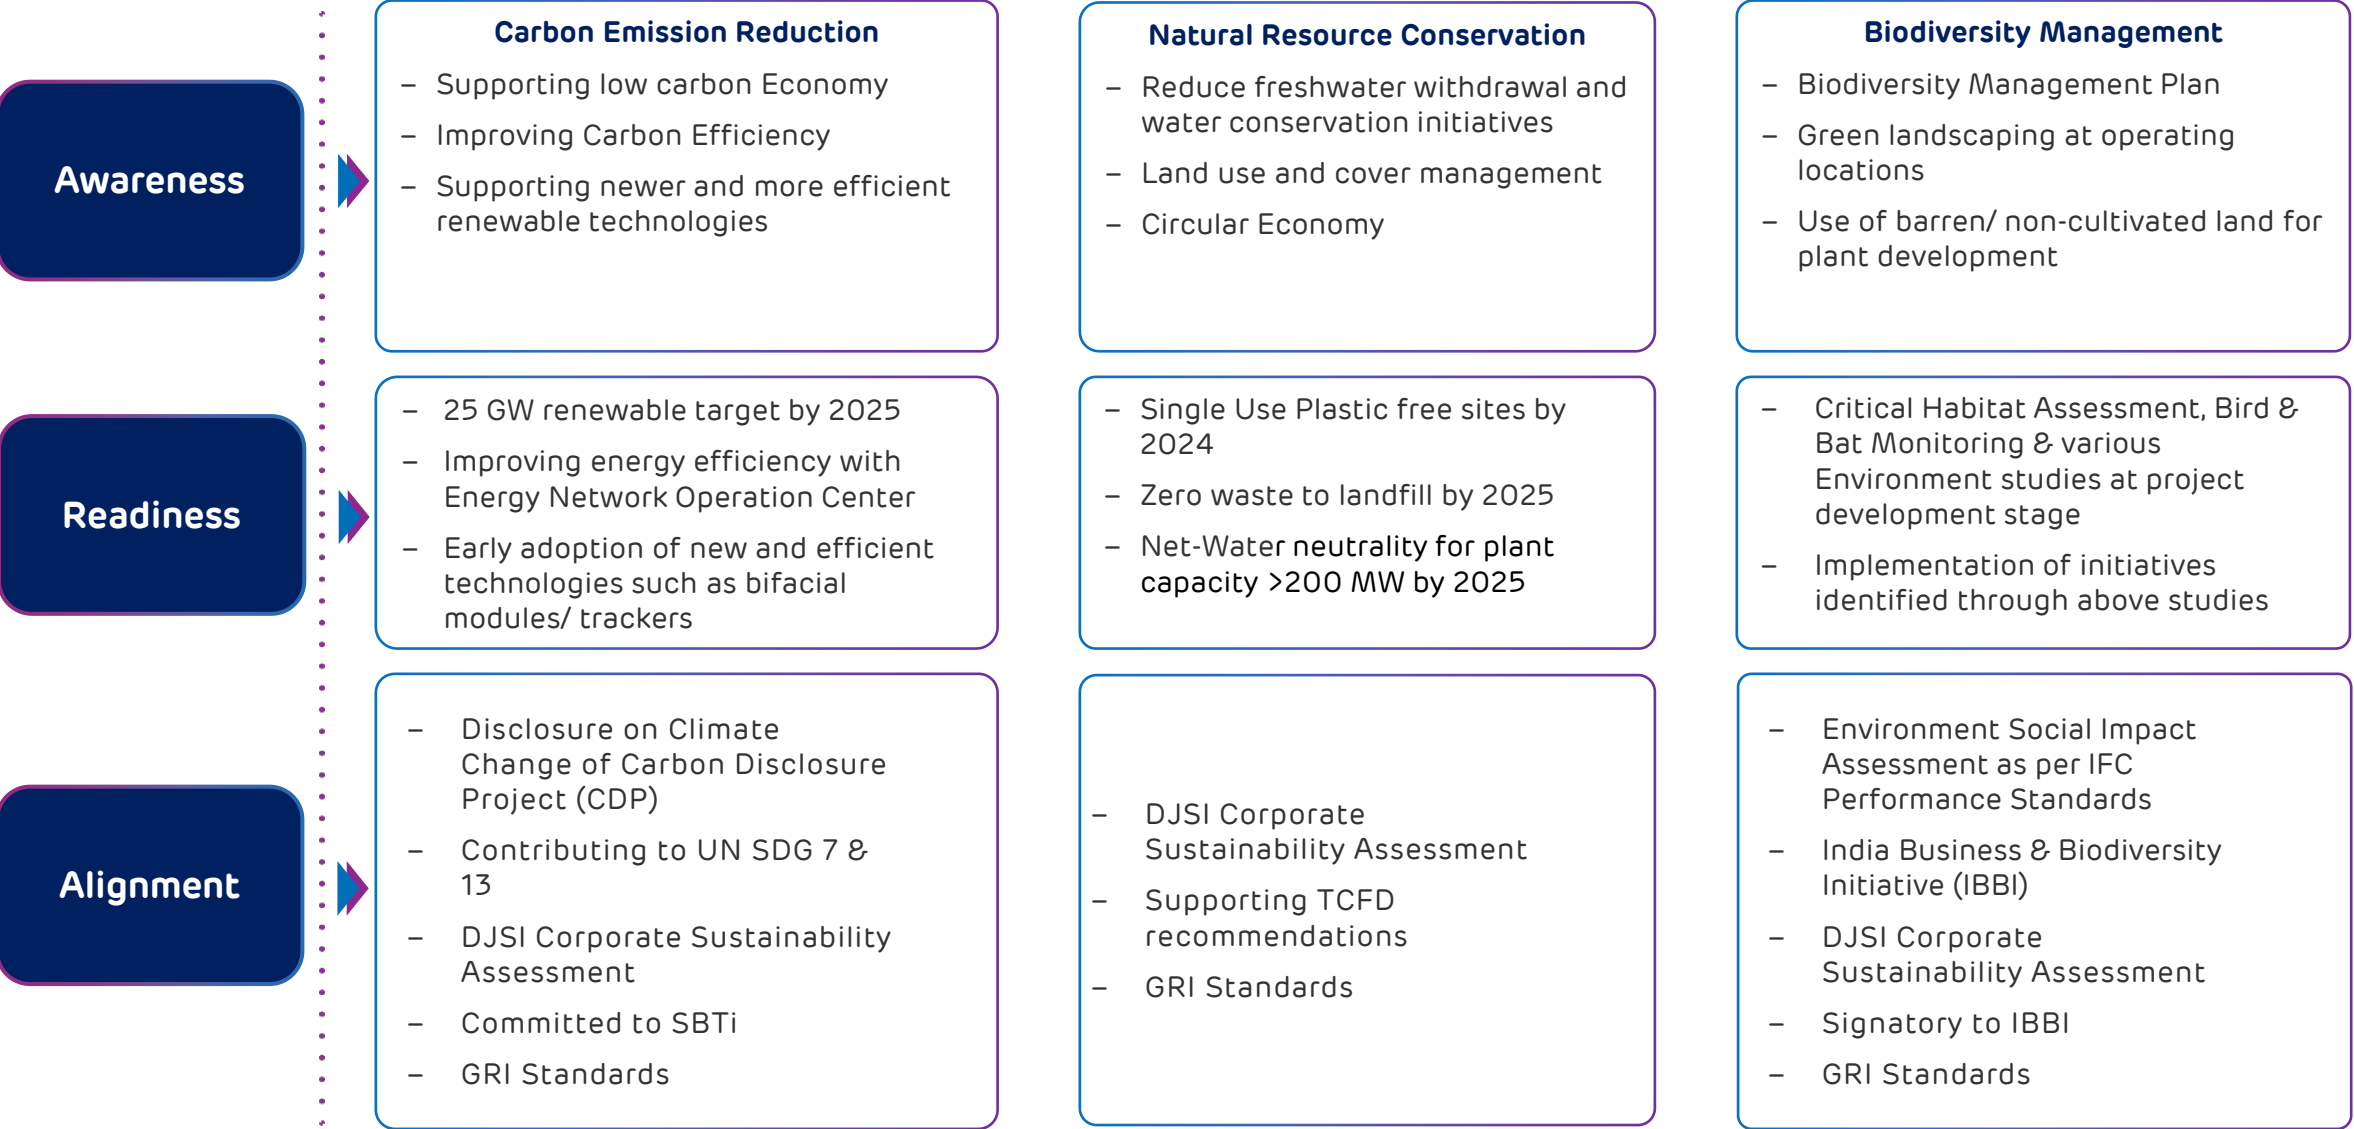 Awareness
Carbon Emission Reduction
– Supporting low carbon Economy
– Improving Carbon Efficiency
– Supporting newer and more efficient
renewable technologies
Natural Resource Conservation
– Reduce freshwater withdrawal and
water conservation initiatives
– Land use and cover management
– Circular Economy
Biodiversity Management
– Biodiversity Management Plan
– Green landscaping at operating
locations
– Use of barren/ non-cultivated land for
plant development
Readiness
– 25 GW renewable target by 2025
– Improving energy efficiency with
Energy Network Operation Center
– Early adoption of new and efficient
technologies such as bifacial
modules/ trackers
– Single Use Plastic free sites by
2024
– Zero waste to landfill by 2025
– Net-Water neutrality for plant
capacity >200 MW by 2025
– Critical Habitat Assessment, Bird &
Bat Monitoring & various
Environment studies at project
development stage
– Implementation of initiatives
identified through above studies
Alignment
– Disclosure on Climate
Change of Carbon Disclosure
Project (CDP)
– Contributing to UN SDG 7 &
13
– DJSI Corporate Sustainability
Assessment
– Committed to SBTi
– GRI Standards
– DJSI Corporate
Sustainability Assessment
– Supporting TCFD
recommendations
– GRI Standards
– Environment Social Impact
Assessment as per IFC
Performance Standards
– India Business & Biodiversity
Initiative (IBBI)
– DJSI Corporate
Sustainability Assessment
– Signatory to IBBI
– GRI Standards